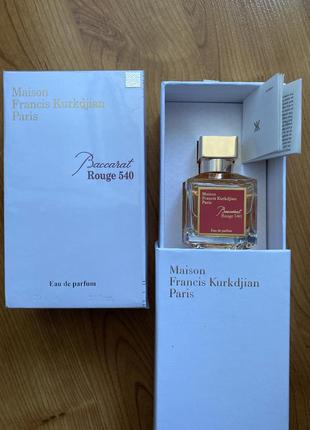 Maison
Francis Kurkdjian
Paris
Baccarat
Rouge 540
Eau de parfum
Maison
Francis Kurkdjian
Paris
Baccarat
Rouge 540
Eau de parfum
Maison
Francis Kurkdjian
Paris